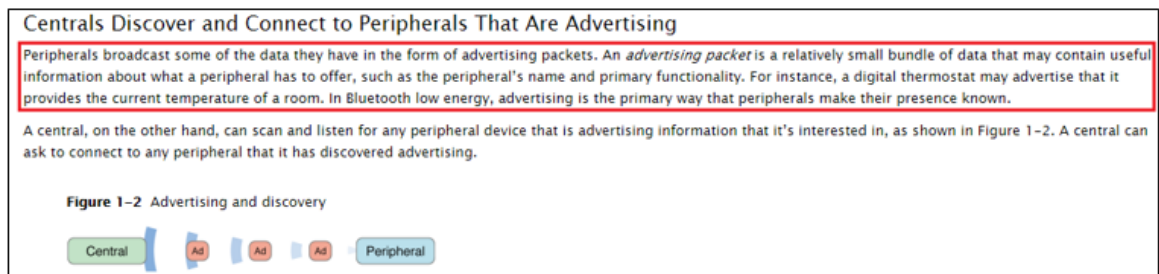 Centrals Discover and Connect to Peripherals That Are Advertising
Peripherals broadcast some of the data they have in the form of advertising packets. An advertising packet is a relatively small bundle of data that may contain useful
information about what a peripheral has to offer, such as the peripheral's name and primary functionality. For instance, a digital thermostat may advertise that it
provides the current temperature of a room. In Bluetooth low energy, advertising is the primary way that peripherals make their presence known.
A central, on the other hand, can scan and listen for any peripheral device that is advertising information that it's interested in, as shown in Figure 1-2. A central can
ask to connect to any peripheral that it has discovered advertising.
Figure 1-2 Advertising and discovery
Central Ad Ad Ad Peripheral